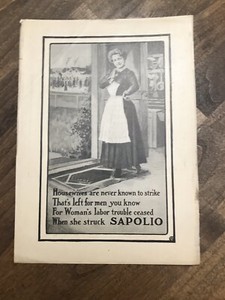 Housewives are never known to strike
That's left for men you know
For Woman's labor trouble ceased
When she struck SAPOLIO